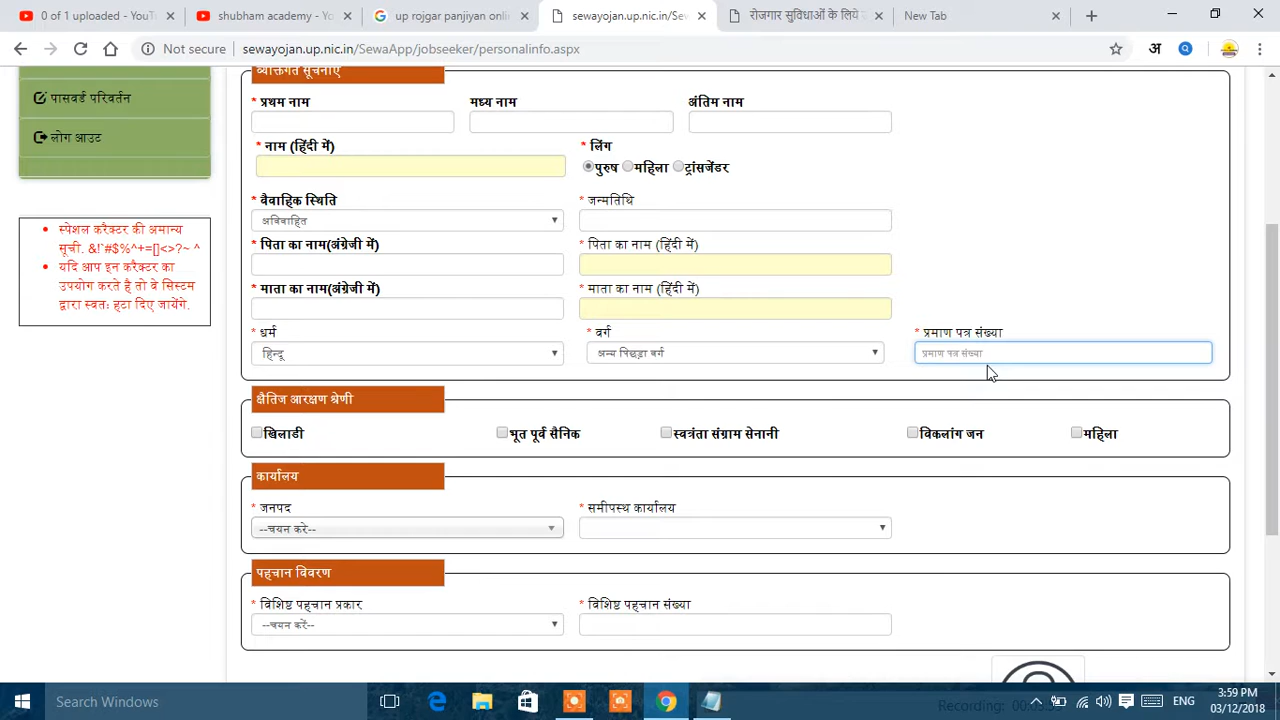 0 of 1 uploaded - YouT
shubham academy - YouTu
up rojgar panjiyan onli
sewayojan.up.nic.in/Sew
रोजगार सुविधाओं के लिये
New Tab
Not secure
sewayojan.up.nic.in/SewaApp/jobseeker/personalinfo.aspx
पासवर्ड परिवर्तन
लोग आउट
स्पेशल करैक्टर की अमान्य
सूची. &!`#$%^+=[]<>?~ ^
यदि आप इन करैक्टर का
उपयोग करते है तो वे सिस्टम
द्वारा स्वतः हटा दिए जायेंगे.
व्यक्तिगत सूचनाएं
* प्रथम नाम
मध्य नाम
अंतिम नाम
* नाम (हिंदी में)
* लिंग
पुरुष महिला ट्रांसजेंडर
* वैवाहिक स्थिति
* जन्मतिथि
अविवाहित
* पिता का नाम(अंग्रेजी में)
* पिता का नाम (हिंदी में)
* माता का नाम(अंग्रेजी में)
* माता का नाम (हिंदी में)
* धर्म
* वर्ग
* प्रमाण पत्र संख्या
हिन्दू
अन्य पिछड़ा वर्ग
प्रमाण पत्र संख्या
क्षैतिज आरक्षण श्रेणी
खिलाडी
भूत पूर्व सैनिक
स्वत्रंता संग्राम सेनानी
विकलांग जन
महिला
कार्यालय
* जनपद
* समीपस्थ कार्यालय
--चयन करे--
पहचान विवरण
* विशिष्ट पहचान प्रकार
* विशिष्ट पहचान संख्या
--चयन करें--
Search Windows
ENG
3:59 PM
03/12/2018